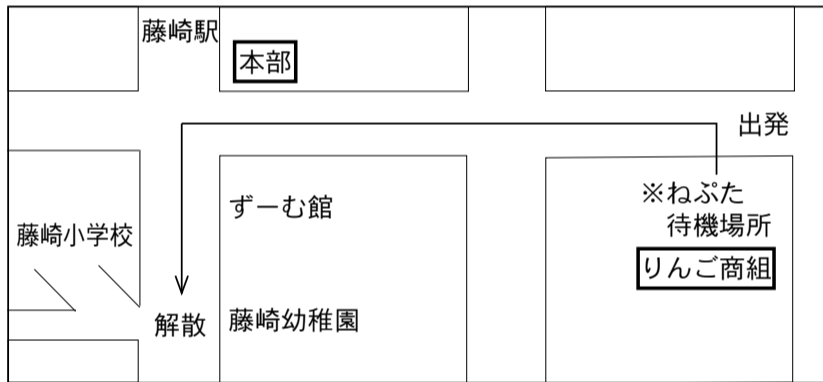 藤崎駅
本部
出発
ずーむ館
※ねぷた
待機場所
藤崎小学校
りんご商組
解散
藤崎幼稚園